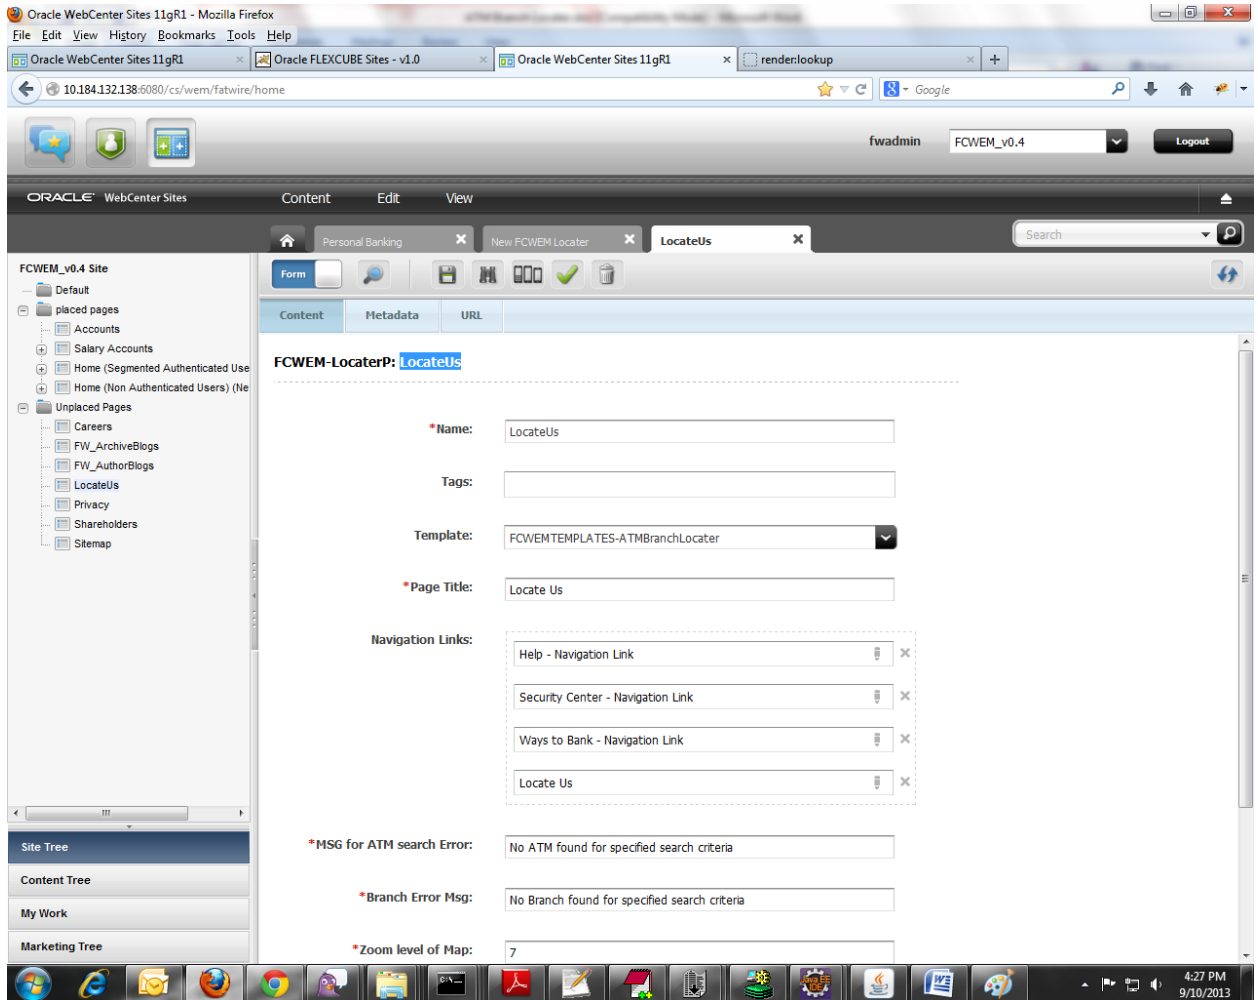 Oracle WebCenter Sites 11gR1 - Mozilla Firefox
File Edit View History Bookmarks Tools Help
Oracle WebCenter Sites 11gR1
Oracle FLEXCUBE Sites - v1.0
Oracle WebCenter Sites 11gR1
render:lookup
10.184.132.138:6080/cs/wem/fatwire/home
Google
fwadmin
FCWEM_v0.4
Logout
ORACLE WebCenter Sites
Content Edit View
Personal Banking
New FCWEM Locater
LocateUs
Search
FCWEM_v0.4 Site
Default
placed pages
Accounts
Salary Accounts
Home (Segmented Authenticated Use
Home (Non Authenticated Users) (Ne
Unplaced Pages
Careers
FW_ArchiveBlogs
FW_AuthorBlogs
LocateUs
Privacy
Shareholders
Sitemap
Site Tree
Content Tree
My Work
Marketing Tree
Form
Content Metadata URL
FCWEM-LocaterP: LocateUs
*Name: LocateUs
Tags:
Template: FCWEMTEMPLATES-ATMBranchLocater
*Page Title: Locate Us
Navigation Links:
Help - Navigation Link
Security Center - Navigation Link
Ways to Bank - Navigation Link
Locate Us
*MSG for ATM search Error: No ATM found for specified search criteria
*Branch Error Msg: No Branch found for specified search criteria
*Zoom level of Map: 7
4:27 PM
9/10/2013